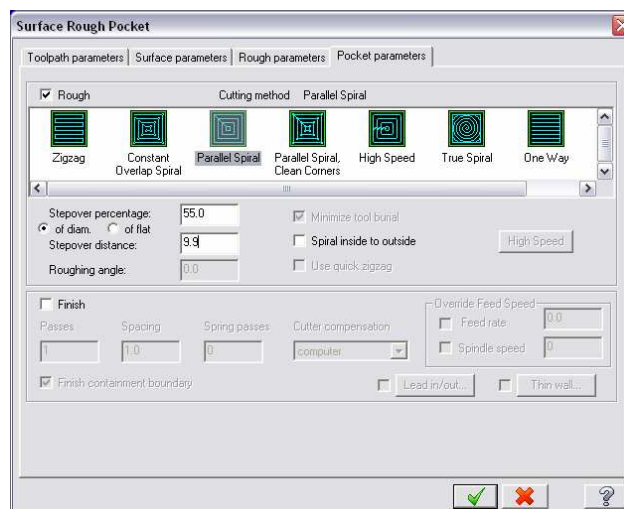 Surface Rough Pocket
Toolpath parameters Surface parameters Rough parameters Pocket parameters
Rough Cutting method Parallel Spiral
Zigzag Constant Overlap Spiral Parallel Spiral Parallel Spiral, Clean Corners High Speed True Spiral One Way
Stepover percentage: 55.0 Minimize tool burial
of diam. of flat Spiral inside to outside High Speed
Stepover distance: 9.9
Roughing angle: 0.0 Use quick zigzag
Finish Override Feed Speed
Passes Spacing Spring passes Cutter compensation Feed rate 0.0
1 1.0 0 computer Spindle speed 0
Finish containment boundary Lead in/out... Thin wall...